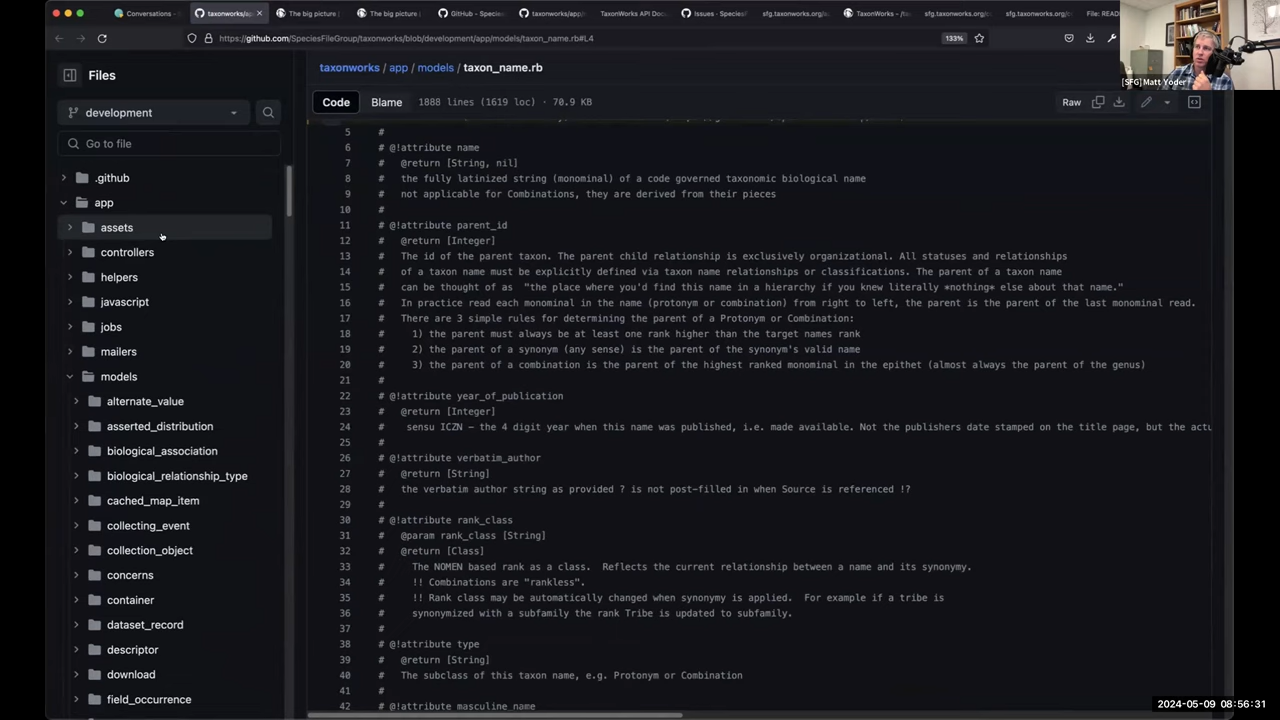 Conversations -
taxonworks/ap
The big picture |
The big picture |
GitHub - Specie
taxonworks/app/
TaxonWorks API Doc
Issues - SpeciesF
sfg.taxonworks.org/
TaxonWorks - /ta
sfg.taxonworks.or
sfg.taxonworks.org/t
File: READ
https://github.com/SpeciesFileGroup/taxonworks/blob/development/app/models/taxon_name.rb#L4
133%
[SFG] Matt Yoder
Files
taxonworks / app / models / taxon_name.rb
development
Code Blame 1888 lines (1619 loc) · 70.9 KB
Raw
Go to file
.github
app
assets
controllers
helpers
javascript
jobs
mailers
models
alternate_value
asserted_distribution
biological_association
biological_relationship_type
cached_map_item
collecting_event
collection_object
concerns
container
dataset_record
descriptor
download
field_occurrence
5 #
6 # @!attribute name
7 # @return [String, nil]
8 # the fully latinized string (monominal) of a code governed taxonomic biological name
9 # not applicable for Combinations, they are derived from their pieces
10 #
11 # @!attribute parent_id
12 # @return [Integer]
13 # The id of the parent taxon. The parent child relationship is exclusively organizational. All statuses and relationships
14 # of a taxon name must be explicitly defined via taxon name relationships or classifications. The parent of a taxon name
15 # can be thought of as "the place where you'd find this name in a hierarchy if you knew literally *nothing* else about that name."
16 # In practice read each monominal in the name (protonym or combination) from right to left, the parent is the parent of the last monominal read.
17 # There are 3 simple rules for determining the parent of a Protonym or Combination:
18 # 1) the parent must always be at least one rank higher than the target names rank
19 # 2) the parent of a synonym (any sense) is the parent of the synonym's valid name
20 # 3) the parent of a combination is the parent of the highest ranked monominal in the epithet (almost always the parent of the genus)
21 #
22 # @!attribute year_of_publication
23 # @return [Integer]
24 # sensu ICZN - the 4 digit year when this name was published, i.e. made available. Not the publishers date stamped on the title page, but the actu
25 #
26 # @!attribute verbatim_author
27 # @return [String]
28 # the verbatim author string as provided ? is not post-filled in when Source is referenced !?
29 #
30 # @!attribute rank_class
31 # @param rank_class [String]
32 # @return [Class]
33 # The NOMEN based rank as a class. Reflects the current relationship between a name and its synonymy.
34 # !! Combinations are "rankless".
35 # !! Rank class may be automatically changed when synonymy is applied. For example if a tribe is
36 # synonymized with a subfamily the rank Tribe is updated to subfamily.
37 #
38 # @!attribute type
39 # @return [String]
40 # The subclass of this taxon name, e.g. Protonym or Combination
41 #
42 # @!attribute masculine_name
2024-05-09 08:56:31